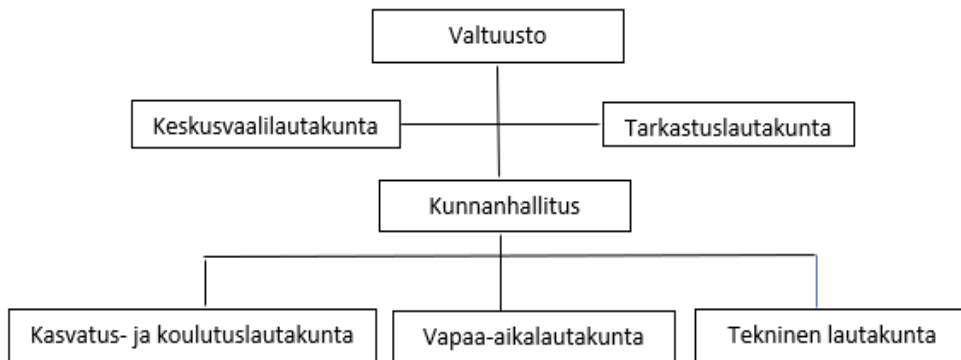 Valtuusto
Keskusvaalilautakunta
Tarkastuslautakunta
Kunnanhallitus
Kasvatus- ja koulutuslautakunta
Vapaa-aikalautakunta
Tekninen lautakunta